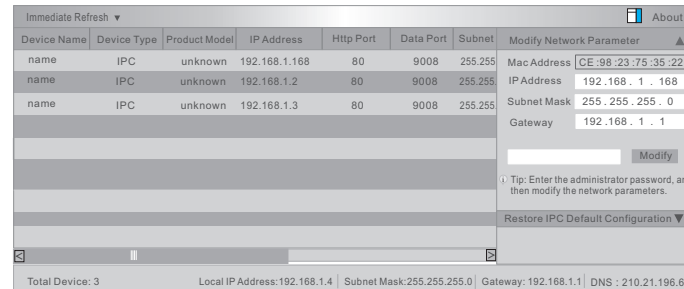 Immediate Refresh ▼ About
Device Name Device Type Product Model IP Address Http Port Data Port Subnet
name IPC unknown 192.168.1.168 80 9008 255.255
name IPC unknown 192.168.1.2 80 9008 255.255.
name IPC unknown 192.168.1.3 80 9008 255.255.
Modify Network Parameter ▲
Mac Address CE :98 :23 :75 :35 :22
IP Address 192.168 . 1 . 168
Subnet Mask 255 . 255 . 255 . 0
Gateway 192 .168 . 1 . 1
Modify
Tip: Enter the administrator password, an
then modify the network parameters.
Restore IPC Default Configuration ▼
Total Device: 3 Local IP Address:192.168.1.4 Subnet Mask:255.255.255.0 Gateway: 192.168.1.1 DNS : 210.21.196.6